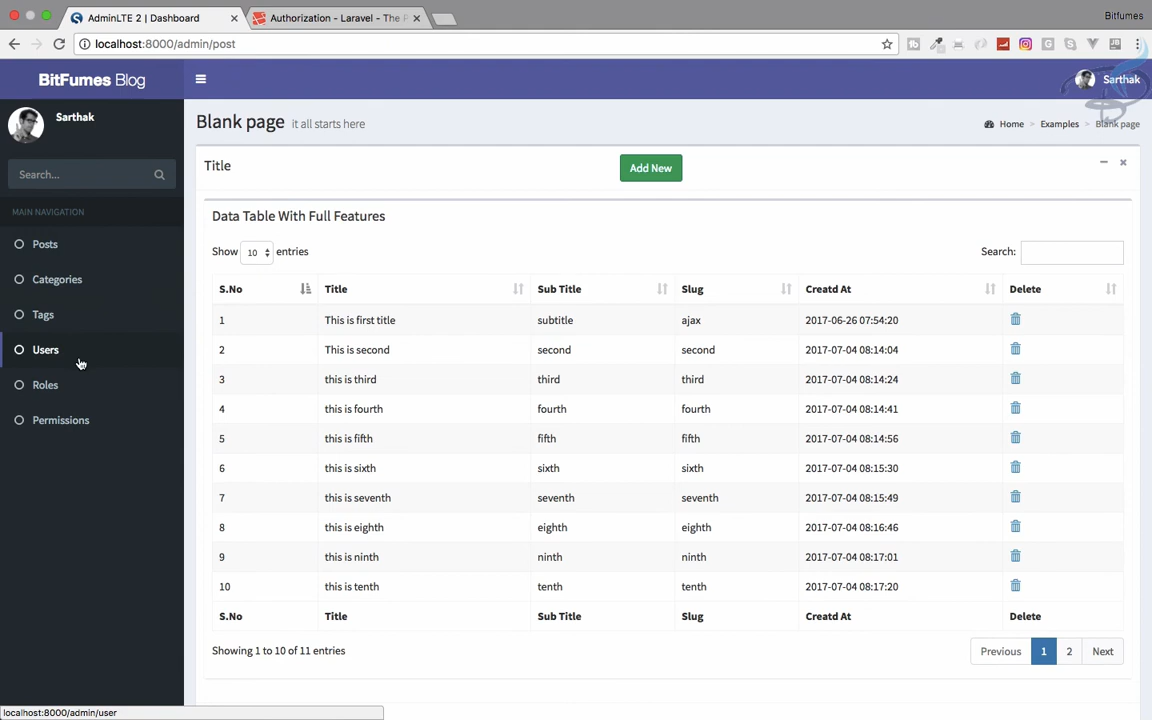 AdminLTE 2 | Dashboard
Authorization - Laravel - The P
Bitfumes
localhost:8000/admin/post
BitFumes Blog
Sarthak
Sarthak
Blank page it all starts here
Home > Examples > Blank page
Search...
Title
Add New
MAIN NAVIGATION
Posts
Categories
Tags
Users
Roles
Permissions
Data Table With Full Features
Show 10 entries
Search:
S.No Title Sub Title Slug Creatd At Delete
1 This is first title subtitle ajax 2017-06-26 07:54:20
2 This is second second second 2017-07-04 08:14:04
3 this is third third third 2017-07-04 08:14:24
4 this is fourth fourth fourth 2017-07-04 08:14:41
5 this is fifth fifth fifth 2017-07-04 08:14:56
6 this is sixth sixth sixth 2017-07-04 08:15:30
7 this is seventh seventh seventh 2017-07-04 08:15:49
8 this is eighth eighth eighth 2017-07-04 08:16:46
9 this is ninth ninth ninth 2017-07-04 08:17:01
10 this is tenth tenth tenth 2017-07-04 08:17:20
S.No Title Sub Title Slug Creatd At Delete
Showing 1 to 10 of 11 entries
Previous 1 2 Next
localhost:8000/admin/user